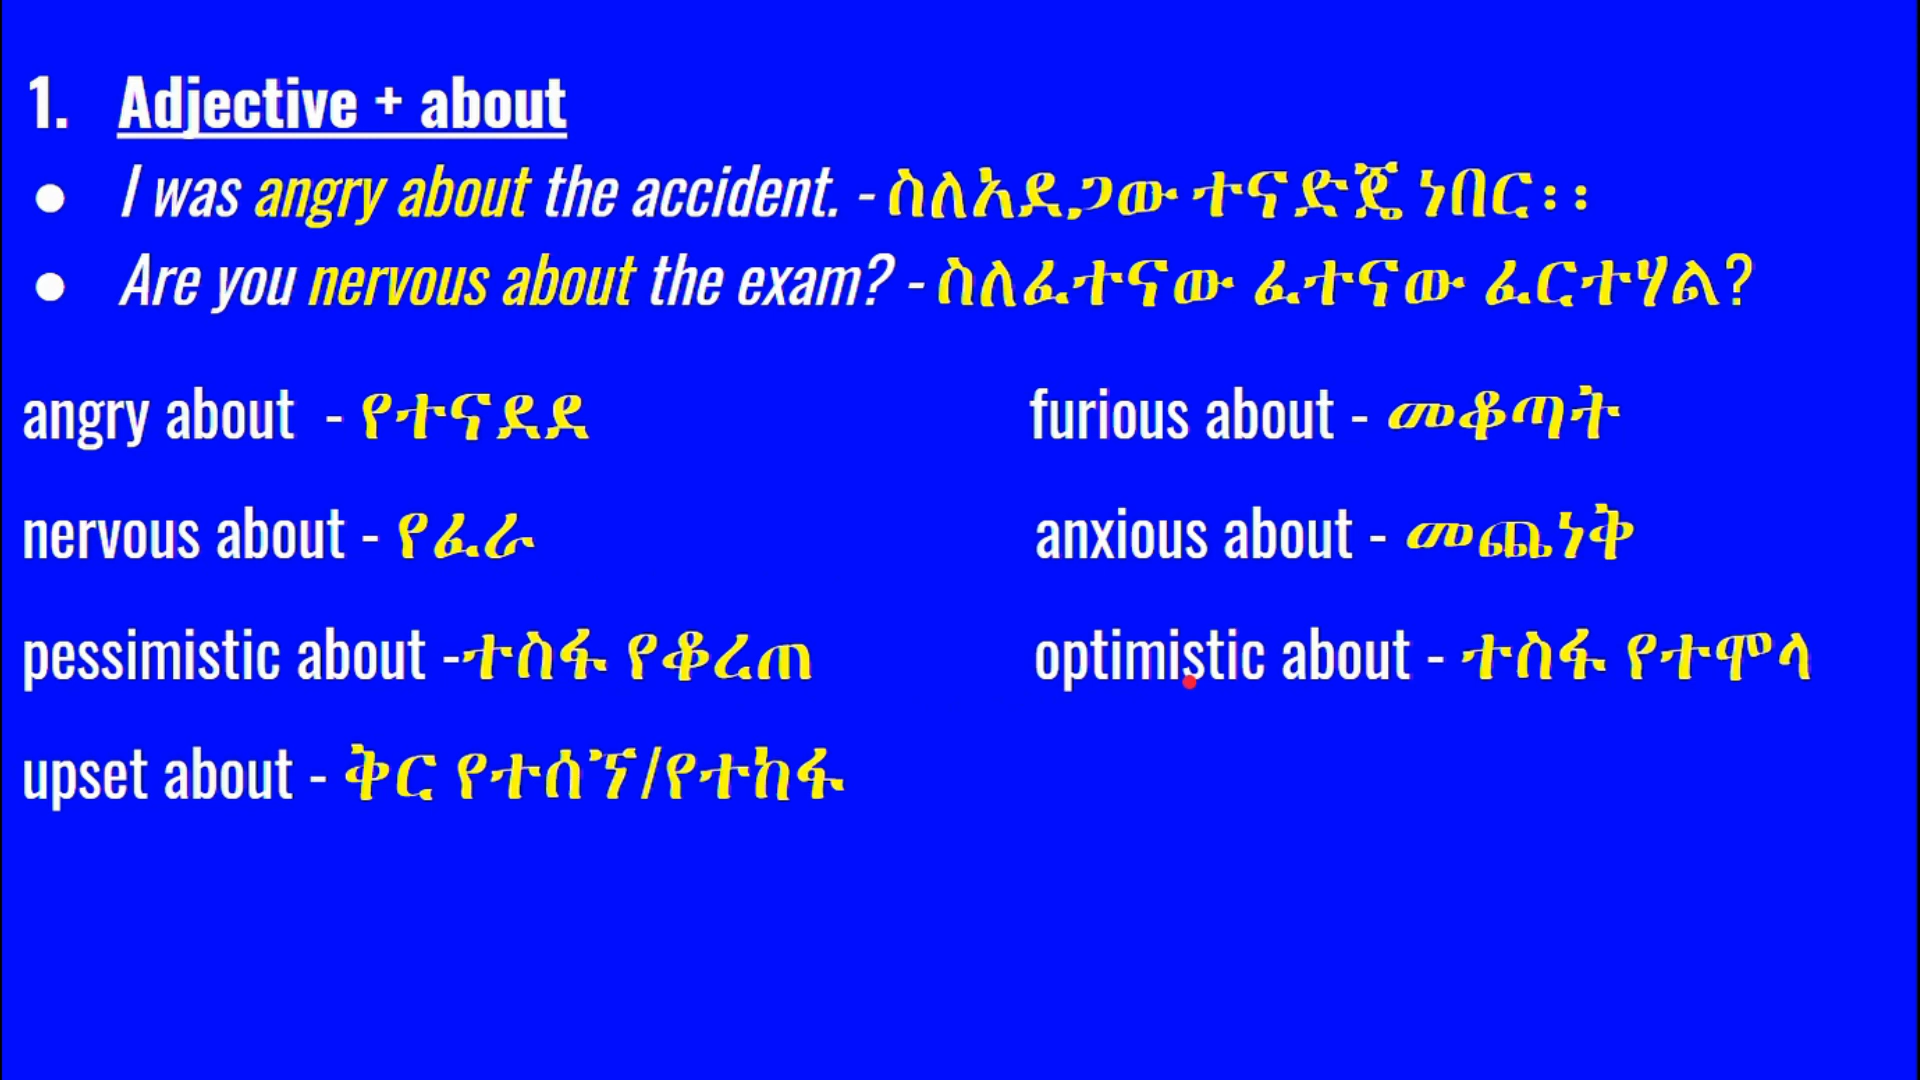 1. Adjective + about
● I was angry about the accident. - ስለአደጋው ተናድጄ ነበር፡፡
● Are you nervous about the exam? - ስለፈተናው ፈተናው ፈርተሃል?
angry about - የተናደደ
furious about - መቆጣት
nervous about - የፈራ
anxious about - መጨነቅ
pessimistic about -ተስፋ የቆረጠ
optimistic about - ተስፋ የተሞላ
upset about - ቅር የተሰኘ/የተከፋ